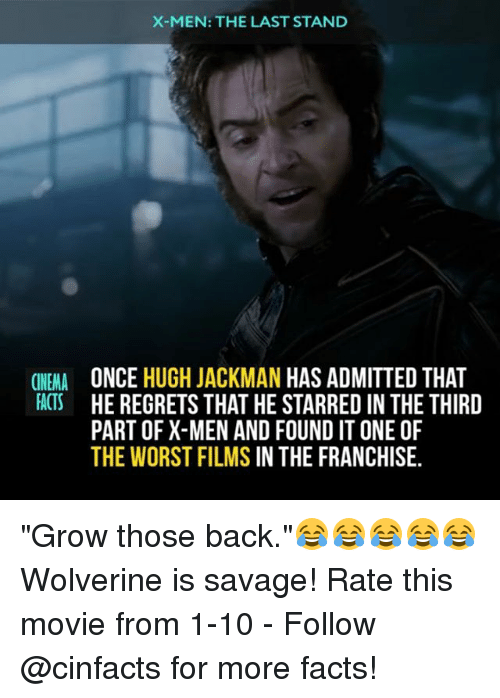 X-MEN: THE LAST STAND
CINEMA ONCE HUGH JACKMAN HAS ADMITTED THAT
FACTS HE REGRETS THAT HE STARRED IN THE THIRD
PART OF X-MEN AND FOUND IT ONE OF
THE WORST FILMS IN THE FRANCHISE.
"Grow those back."😂😂😂😂😂
Wolverine is savage! Rate this
movie from 1-10 - Follow
@cinfacts for more facts!